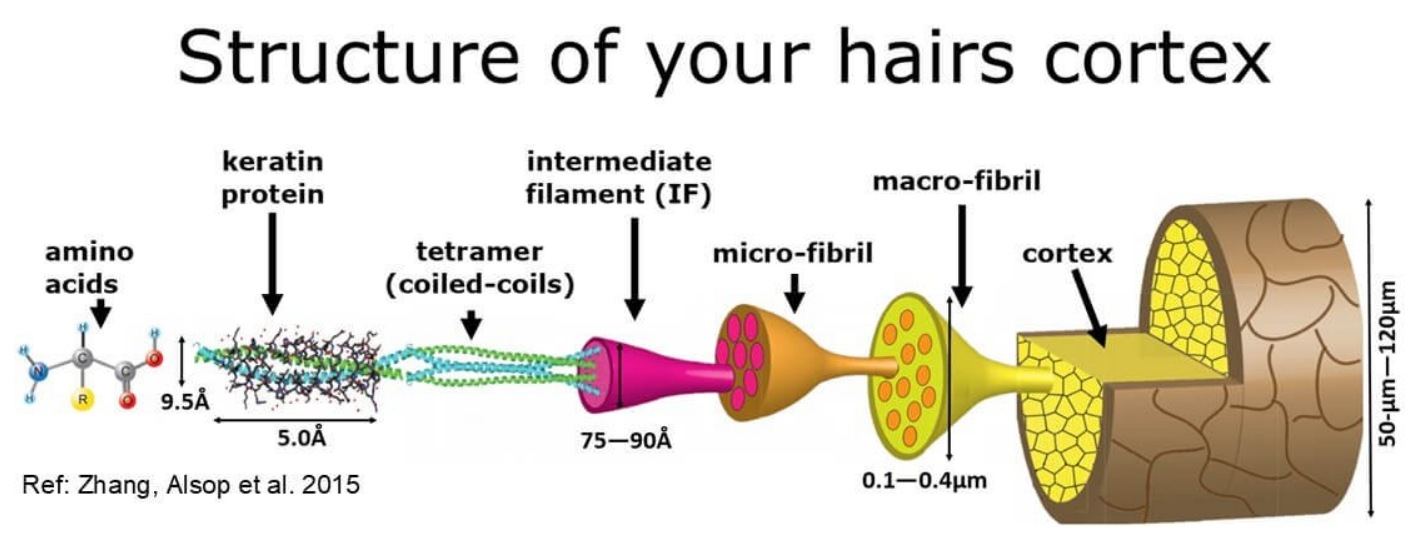 Structure of your hairs cortex
amino
acids
keratin
protein
tetramer
(coiled-coils)
intermediate
filament (IF)
micro-fibril
macro-fibril
cortex
H
H
N
H
C
R
C
O
O
H
9.5Å
5.0Å
75—90Å
0.1—0.4µm
50-µm—120µm
Ref: Zhang, Alsop et al. 2015